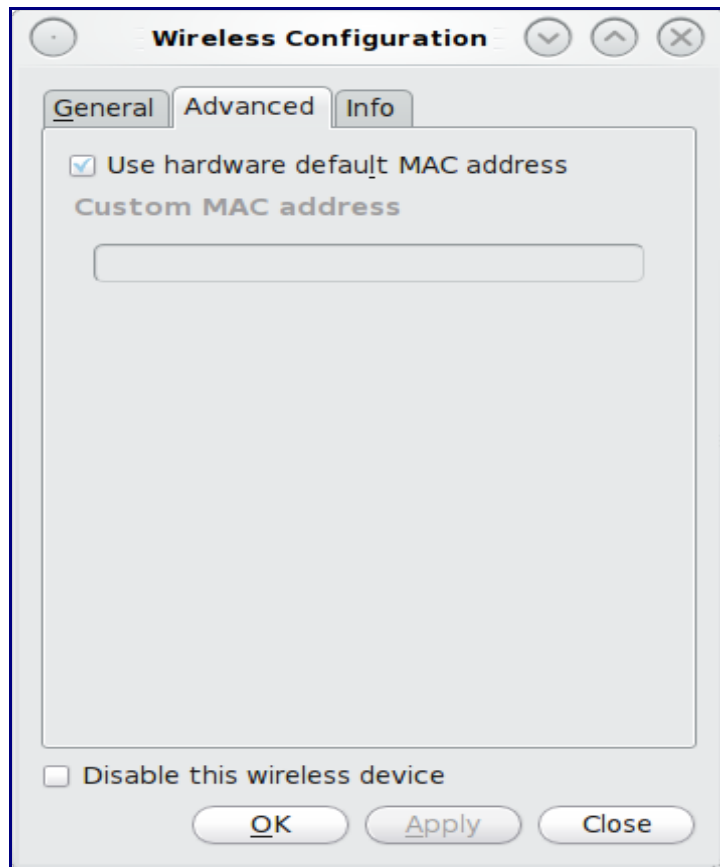 Wireless Configuration
General Advanced Info
Use hardware default MAC address
Custom MAC address
Disable this wireless device
OK Apply Close